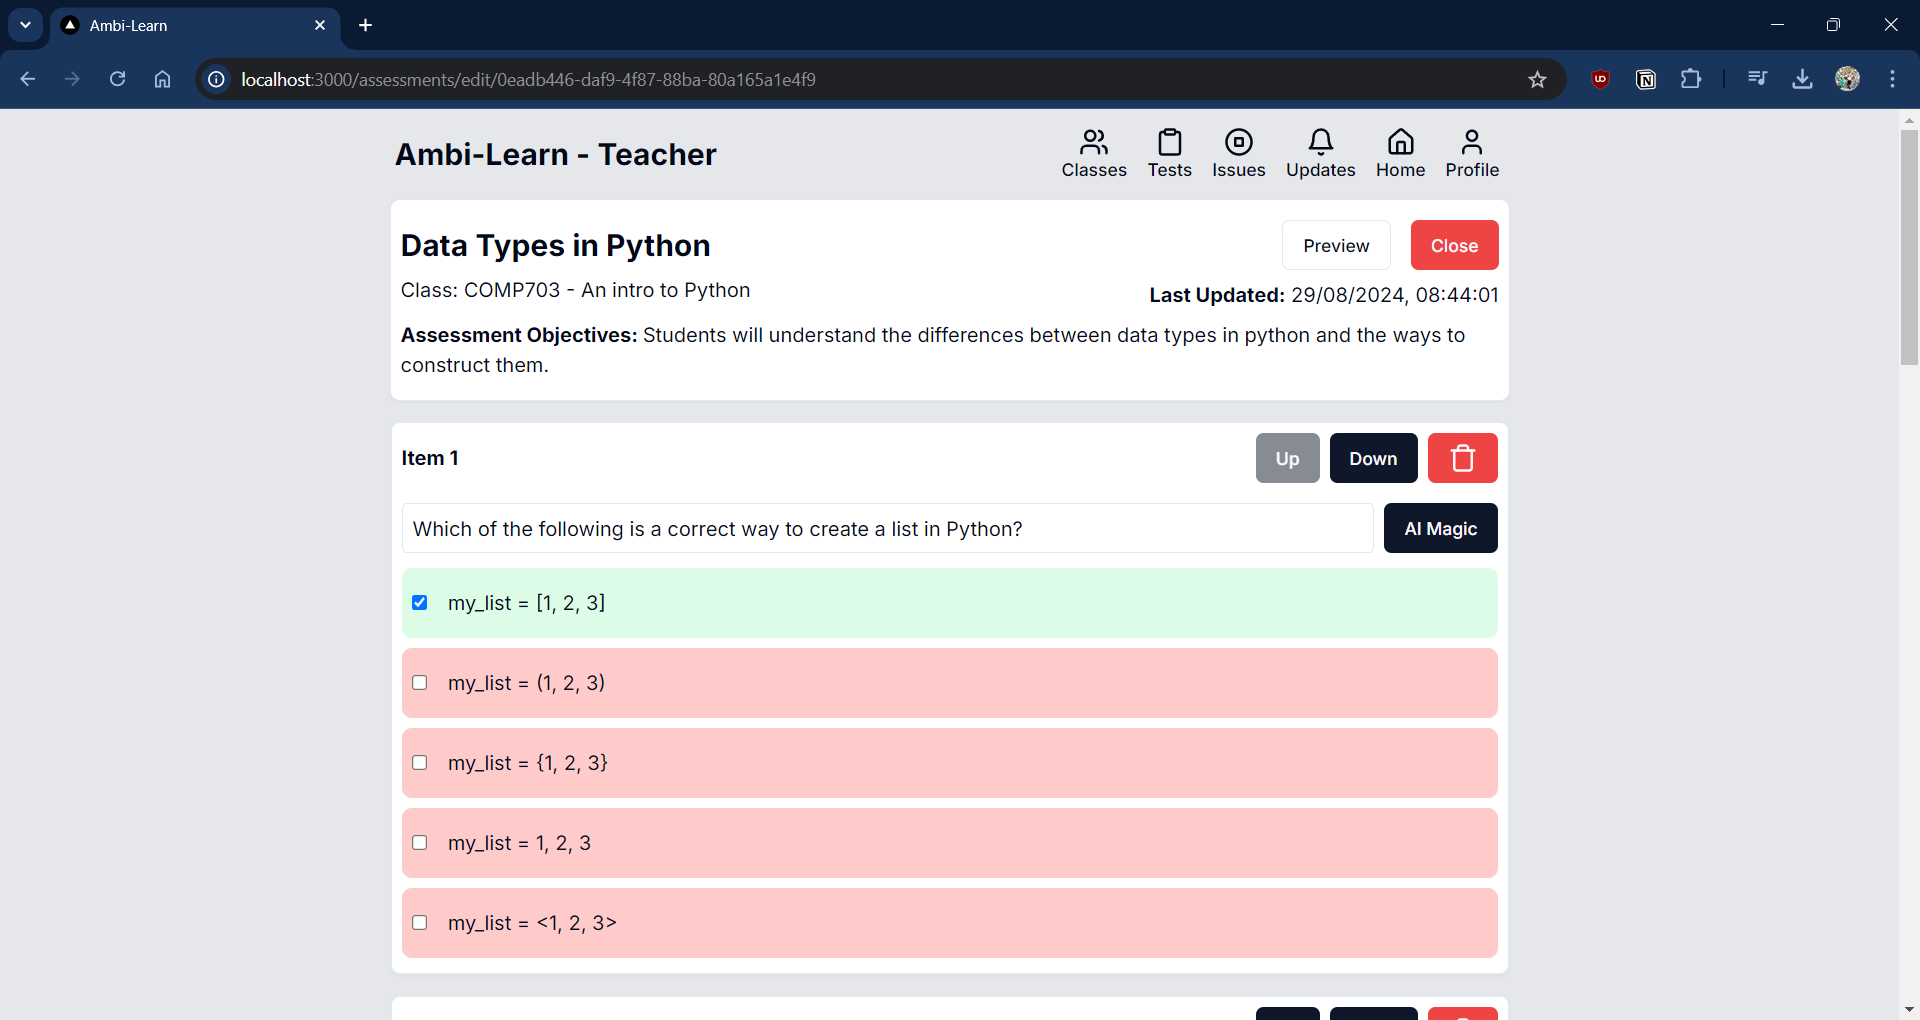 Ambi-Learn
localhost:3000/assessments/edit/0eadb446-daf9-4f87-88ba-80a165a1e4f9
Ambi-Learn - Teacher
Classes Tests Issues Updates Home Profile
Data Types in Python
Preview Close
Class: COMP703 - An intro to Python
Last Updated: 29/08/2024, 08:44:01
Assessment Objectives: Students will understand the differences between data types in python and the ways to
construct them.
Item 1
Up Down
Which of the following is a correct way to create a list in Python?
AI Magic
my_list = [1, 2, 3]
my_list = (1, 2, 3)
my_list = {1, 2, 3}
my_list = 1, 2, 3
my_list = <1, 2, 3>